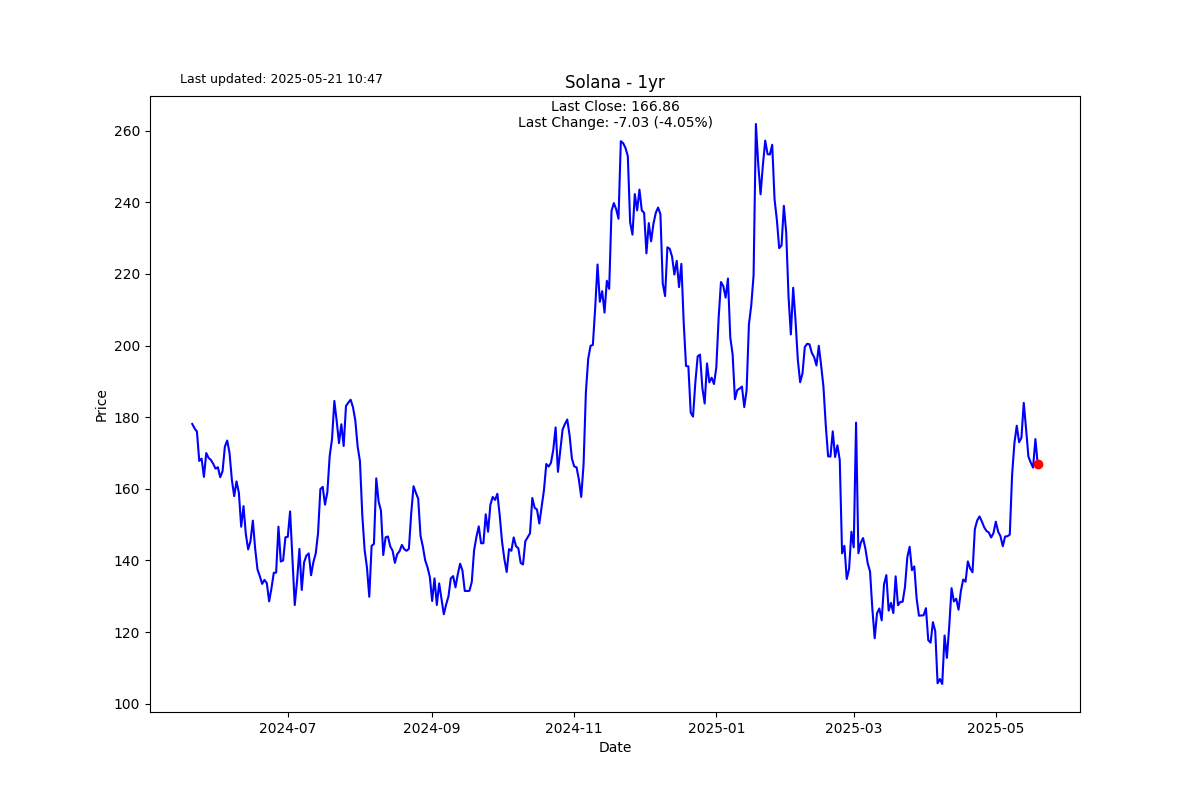 Last updated: 2025-05-21 10:47
Solana - 1yr
Last Close: 166.86
Last Change: -7.03 (-4.05%)
260
240
220
200
180
160
140
120
100
Price
2024-07
2024-09
2024-11
2025-01
2025-03
2025-05
Date